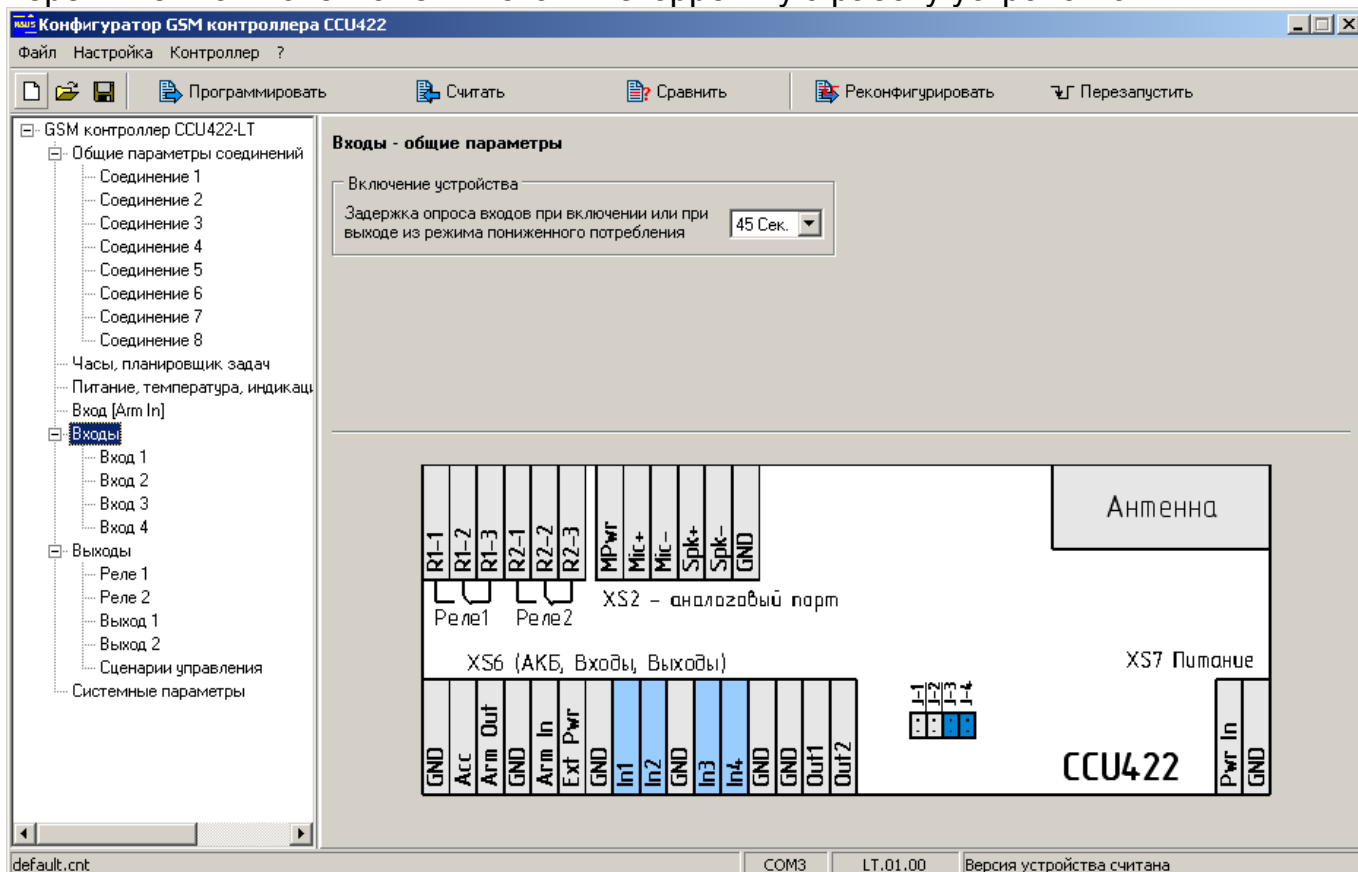 Конфигуратор GSM контроллера CCU422
Файл Настройка Контроллер ?
Программировать Считать Сравнить Реконфигурировать Перезапустить
GSM контроллер CCU422-LT
Общие параметры соединений
Соединение 1
Соединение 2
Соединение 3
Соединение 4
Соединение 5
Соединение 6
Соединение 7
Соединение 8
Часы, планировщик задач
Питание, температура, индикаци
Вход [Arm In]
Входы
Вход 1
Вход 2
Вход 3
Вход 4
Выходы
Реле 1
Реле 2
Выход 1
Выход 2
Сценарии управления
Системные параметры
Входы - общие параметры
Включение устройства
Задержка опроса входов при включении или при
выходе из режима пониженного потребления
45 Сек.
R1-1 R1-2 R1-3 R2-1 R2-2 R2-3 MPwr Mic+ Mic- Spk+ Spk- GND
Антенна
Реле1 Реле2
XS2 - аналоговый порт
XS6 (АКБ, Входы, Выходы)
XS7 Питание
GND Acc Arm Out GND Arm In Ext Pwr GND In1 In2 GND In3 In4 GND GND Out1 Out2
J-1 J-2 J-3 J-4
CCU422
Pwr In GND
default.cnt COM3 LT.01.00 Версия устройства считана